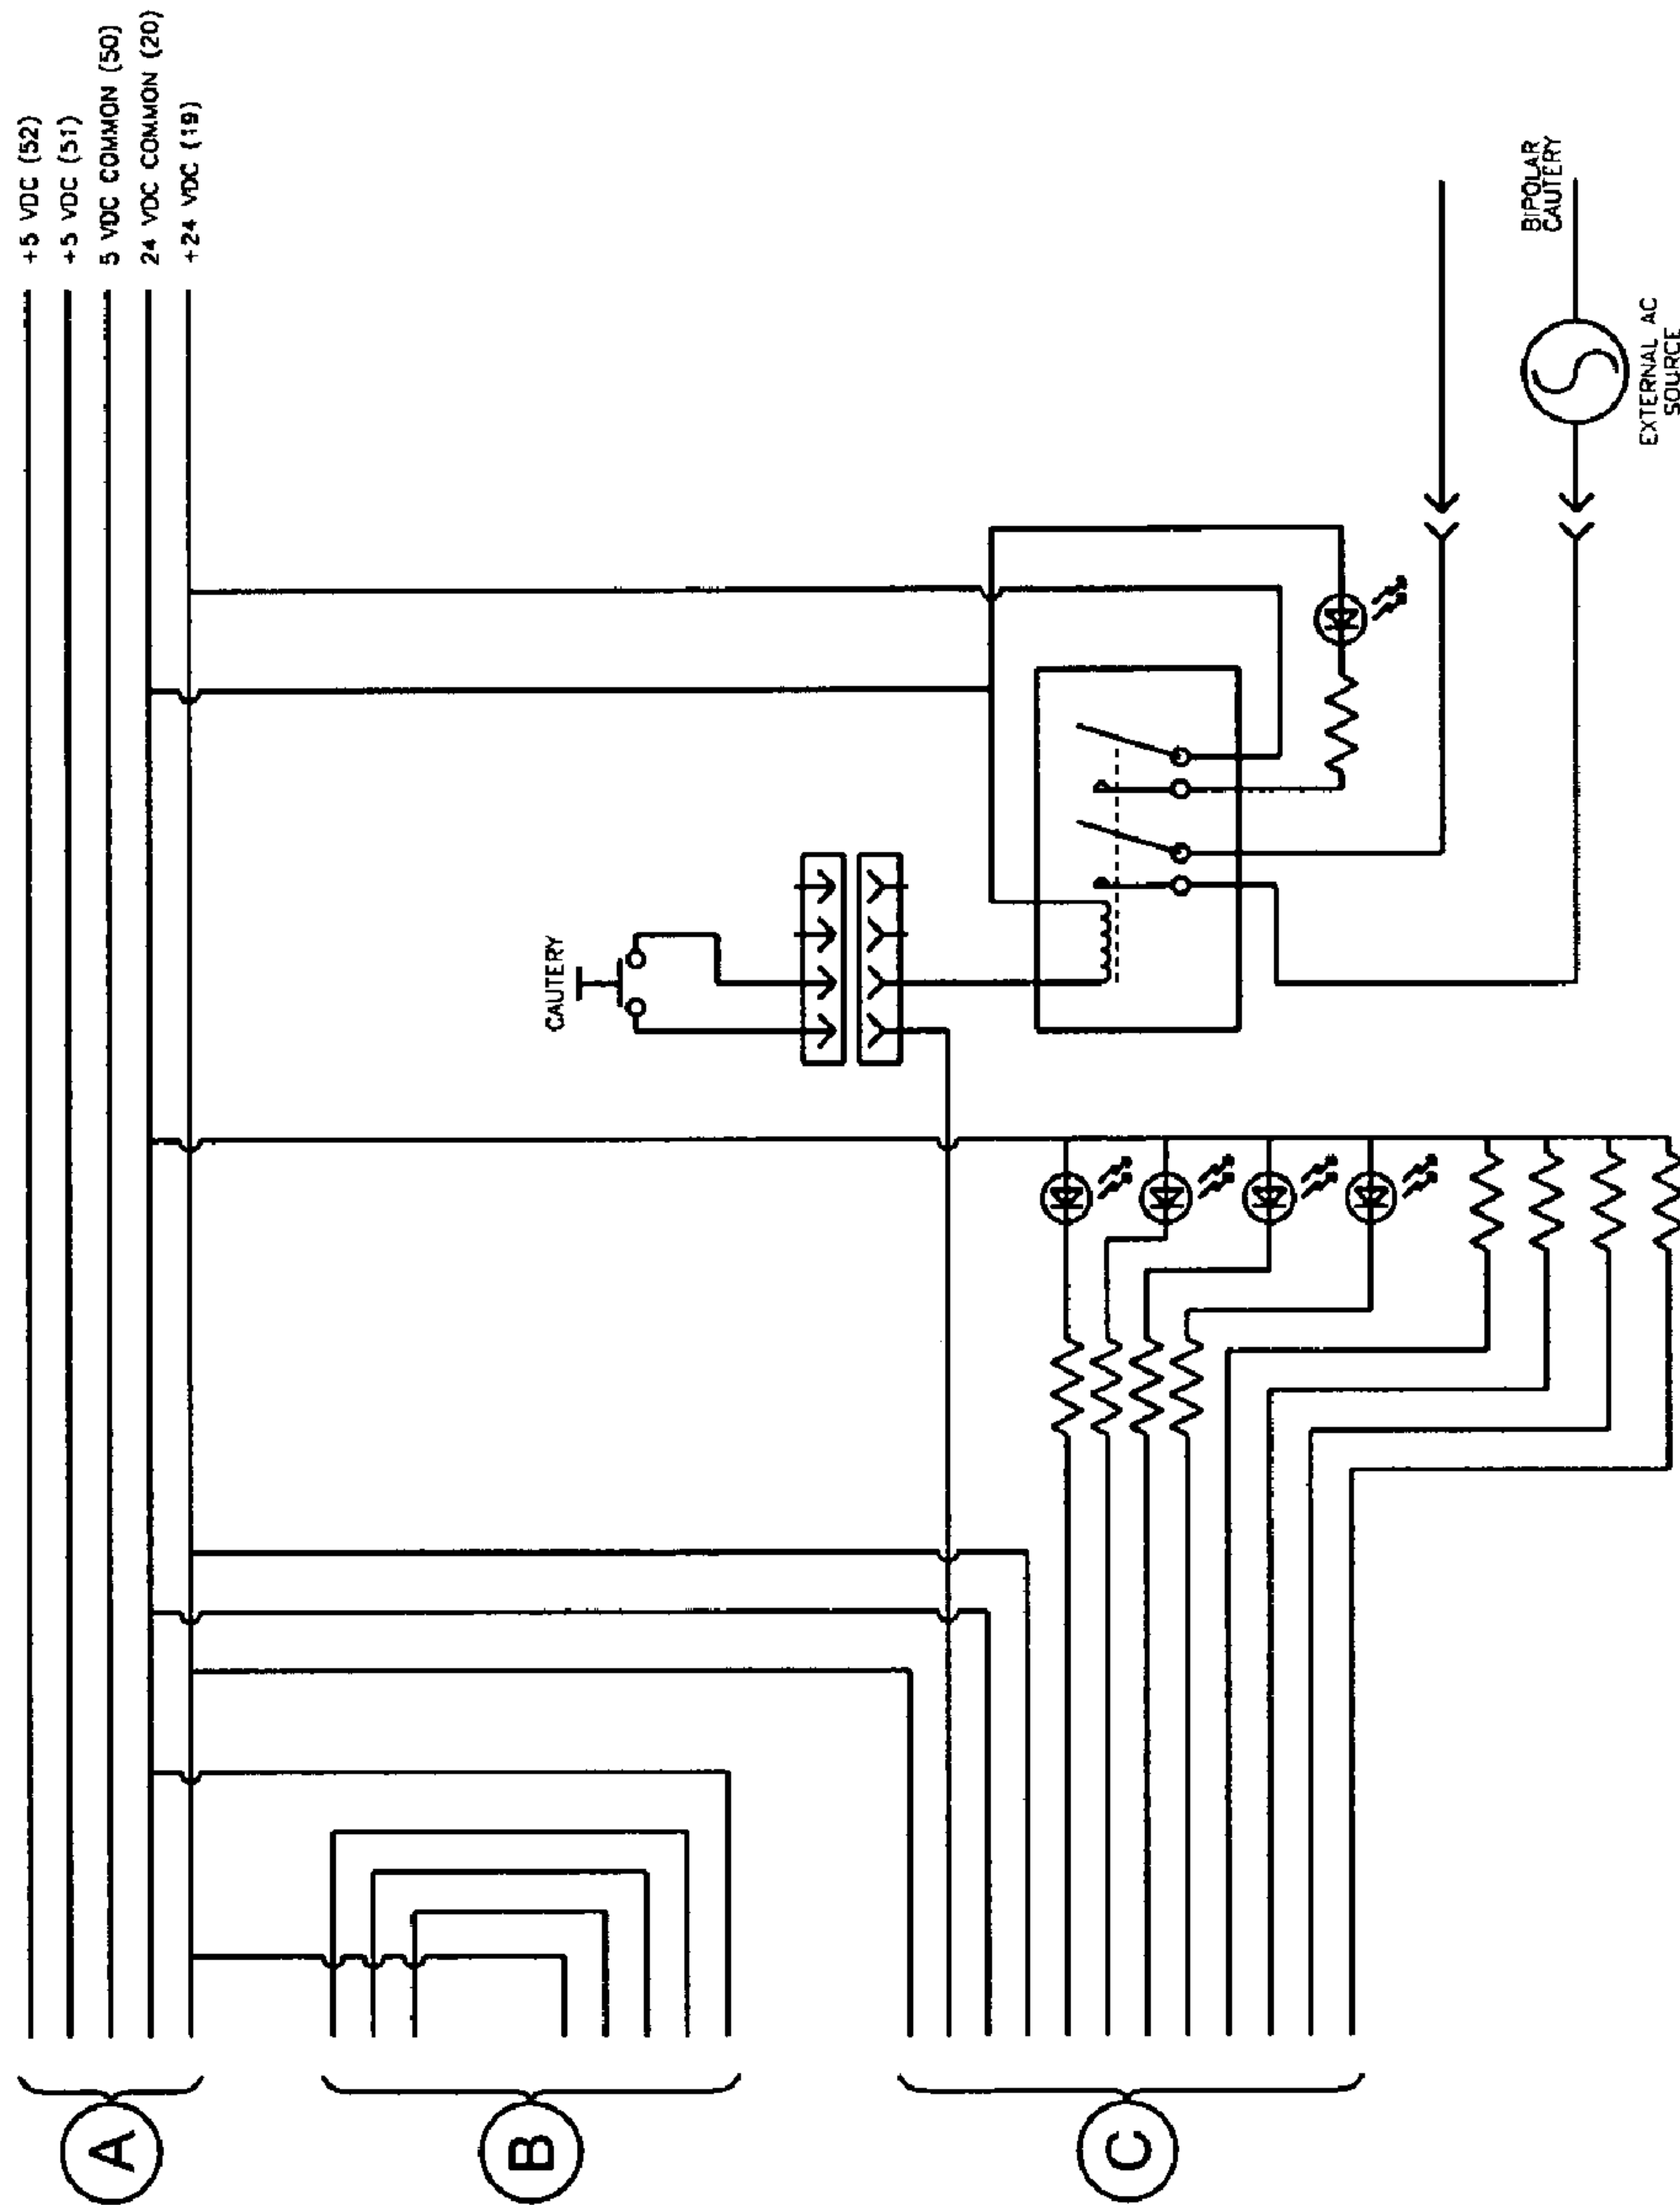 +5 VDC (52)
+5 VDC (51)
5 VDC COMMON (50)
24 VDC COMMON (20)
+24 VDC (19)
BIPOLAR
CAUTERY
EXTERNAL AC
SOURCE
CAUTERY
A
B
C